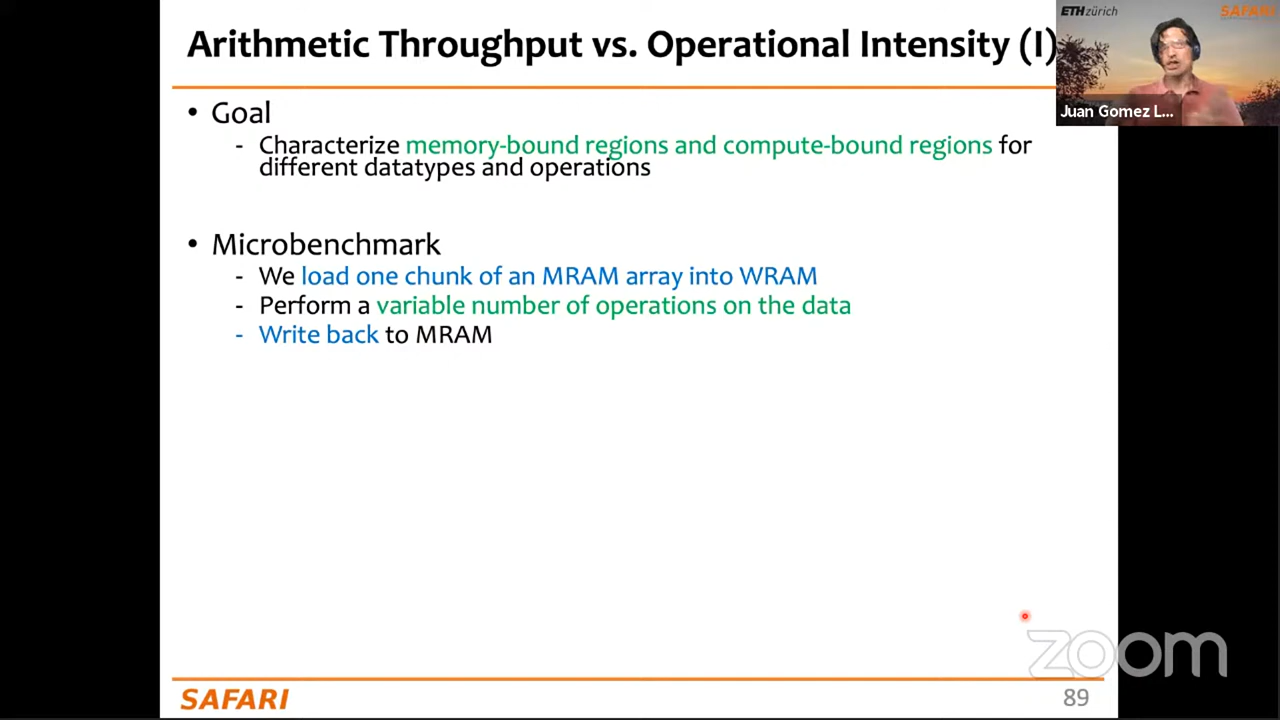 Arithmetic Throughput vs. Operational Intensity (I)
ETH zürich
SAFARI
Juan Gomez L...
• Goal
- Characterize memory-bound regions and compute-bound regions for
different datatypes and operations
• Microbenchmark
- We load one chunk of an MRAM array into WRAM
- Perform a variable number of operations on the data
- Write back to MRAM
zoom
SAFARI
89